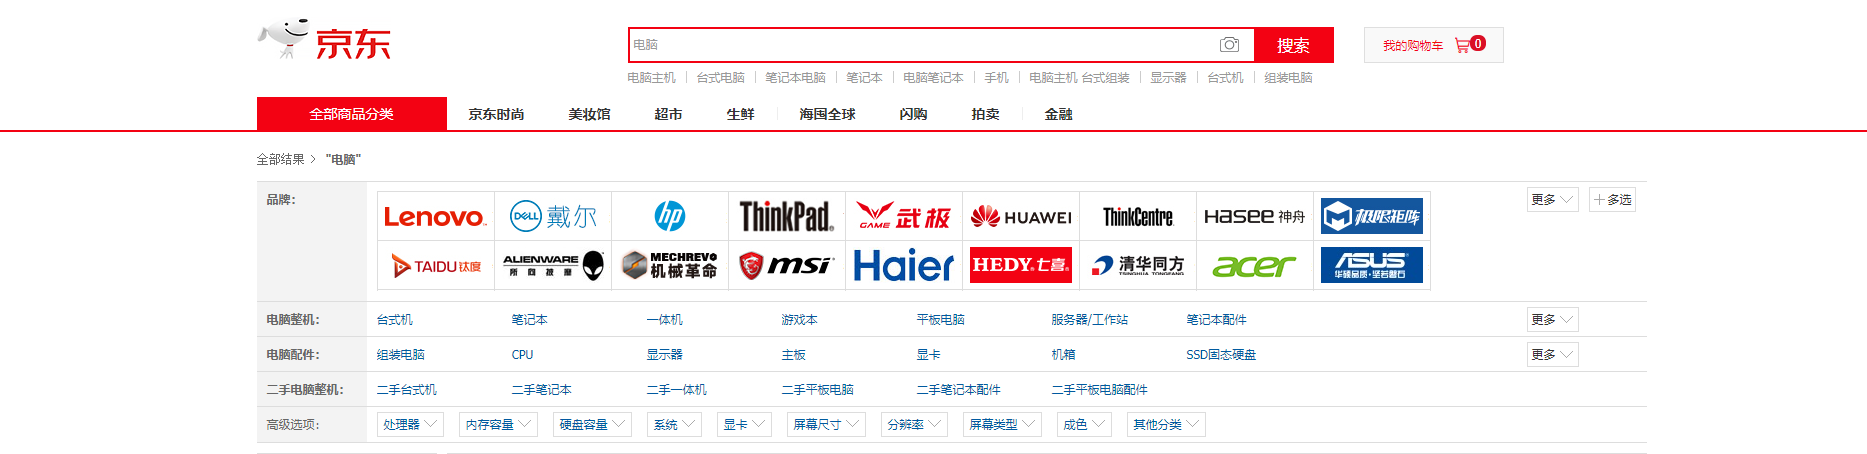 京东
电脑
搜索
我的购物车 0
电脑主机 台式电脑 笔记本电脑 笔记本 电脑笔记本 手机 电脑主机 台式组装 显示器 台式机 组装电脑
全部商品分类 京东时尚 美妆馆 超市 生鲜 海囤全球 闪购 拍卖 金融
全部结果 > "电脑"
品牌:
Lenovo DELL 戴尔 hp ThinkPad GAME 武极 HUAWEI ThinkCentre HASEE 神舟 极限矩阵 更多 +多选
TAIDU 钛度 ALIENWARE 所向披靡 MECHREVO 机械革命 msi Haier HEDY 七喜 清华同方 TSINGHUA TONGFANG acer ASUS 华硕品质·坚若磐石
电脑整机: 台式机 笔记本 一体机 游戏本 平板电脑 服务器/工作站 笔记本配件 更多
电脑配件: 组装电脑 CPU 显示器 主板 显卡 机箱 SSD固态硬盘 更多
二手电脑整机: 二手台式机 二手笔记本 二手一体机 二手平板电脑 二手笔记本配件 二手平板电脑配件
高级选项: 处理器 内存容量 硬盘容量 系统 显卡 屏幕尺寸 分辨率 屏幕类型 成色 其他分类